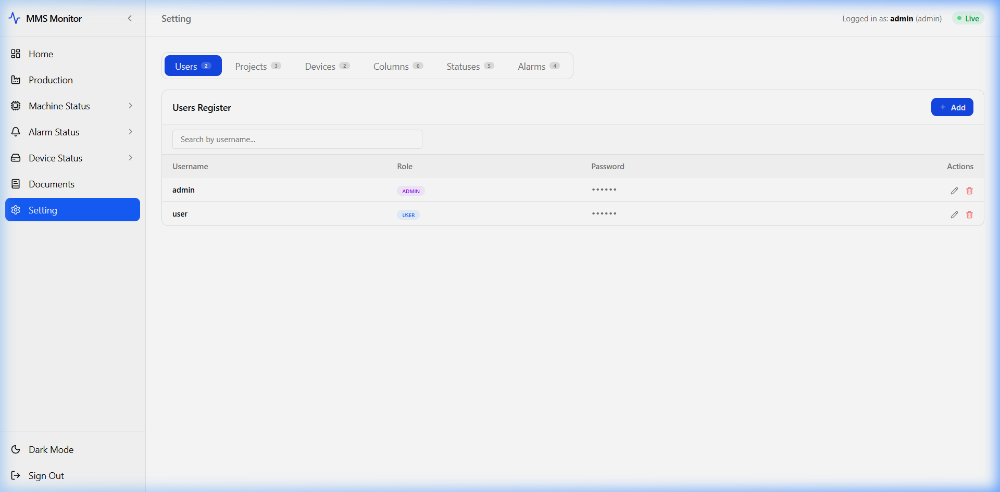 MMS Monitor
Setting
Logged in as: admin (admin)
Live
Home
Production
Machine Status
Alarm Status
Device Status
Documents
Setting
Dark Mode
Sign Out
Users 2
Projects 3
Devices 2
Columns 6
Statuses 5
Alarms 4
Users Register
+ Add
Search by username...
Username Role Password Actions
admin ADMIN ••••••
user USER ••••••